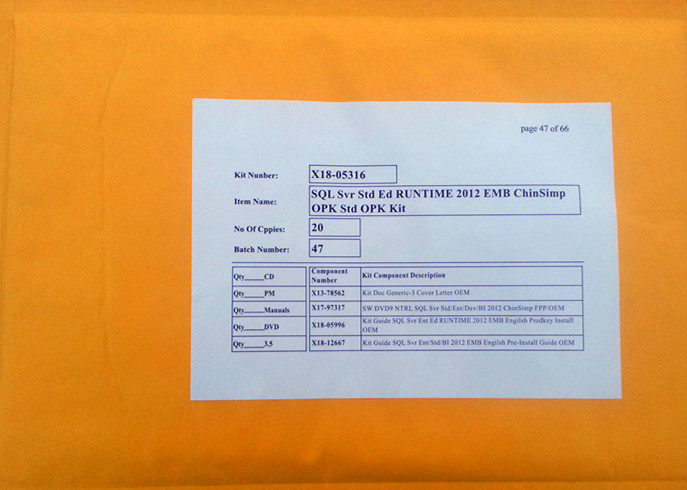 page 47 of 66
Kit Nunber: X18-05316
Item Name: SQL Svr Std Ed RUNTIME 2012 EMB ChinSimp
OPK Std OPK Kit
No Of Cppies: 20
Batch Number: 47
Qty_____CD Component Number Kit Component Description
Qty_____PM X13-78562 Kit Doc Generic-3 Cover Letter OEM
Qty_____Manuals X17-97317 SW DVD9 NTRL SQL Svr Std/Ent/Dev/BI 2012 ChinSimp FPP/OEM
Qty_____DVD X18-05996 Kit Guide SQL Svr Ent Ed RUNTIME 2012 EMB Engilsh Prodkey Install
OEM
Qty_____3.5 X18-12667 Kit Guide SQL Svr Ent/Std/BI 2012 EMB Engilsh Pre-Install Guide OEM